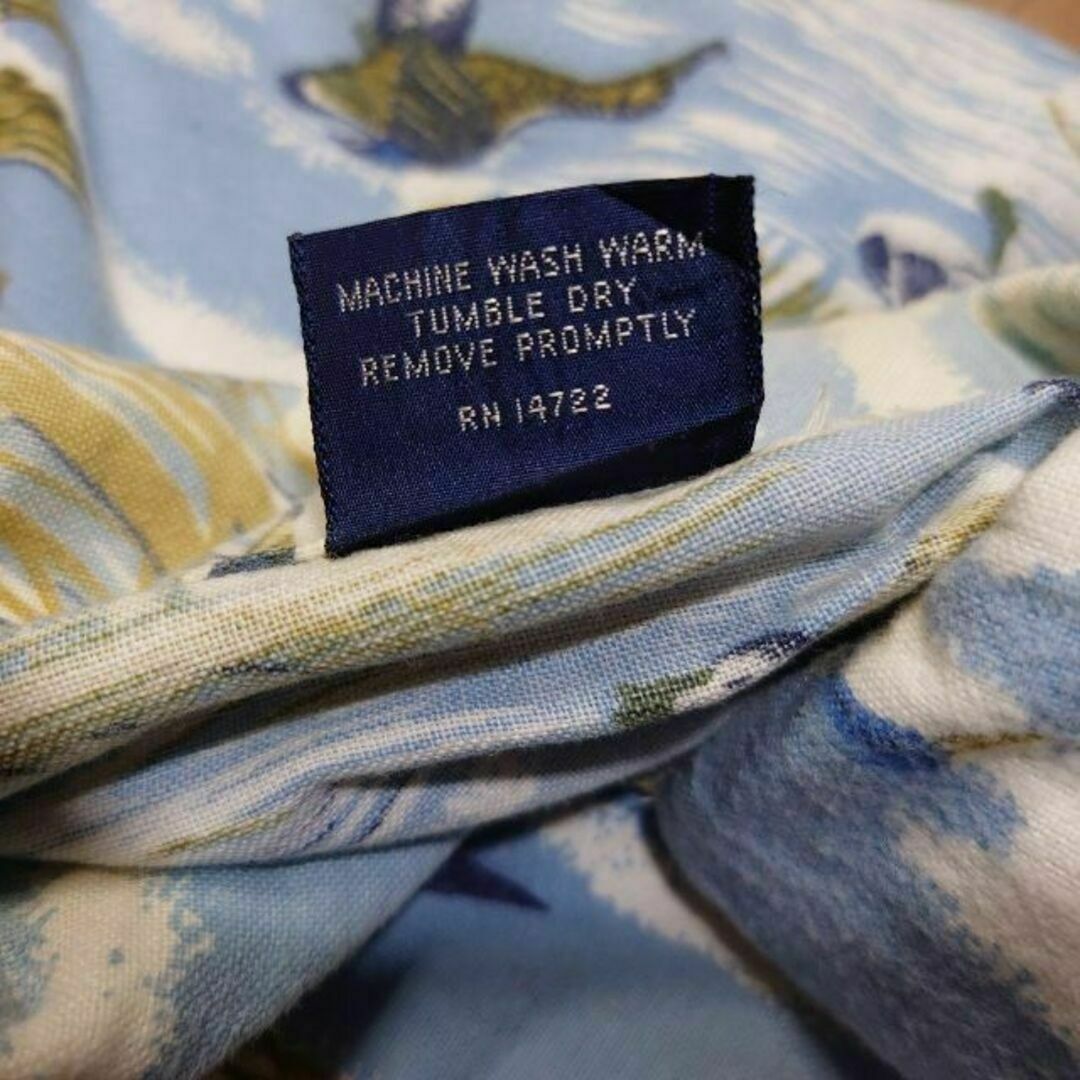 MACHINE WASH WARM
TUMBLE DRY
REMOVE PROMPTLY
RN 14722